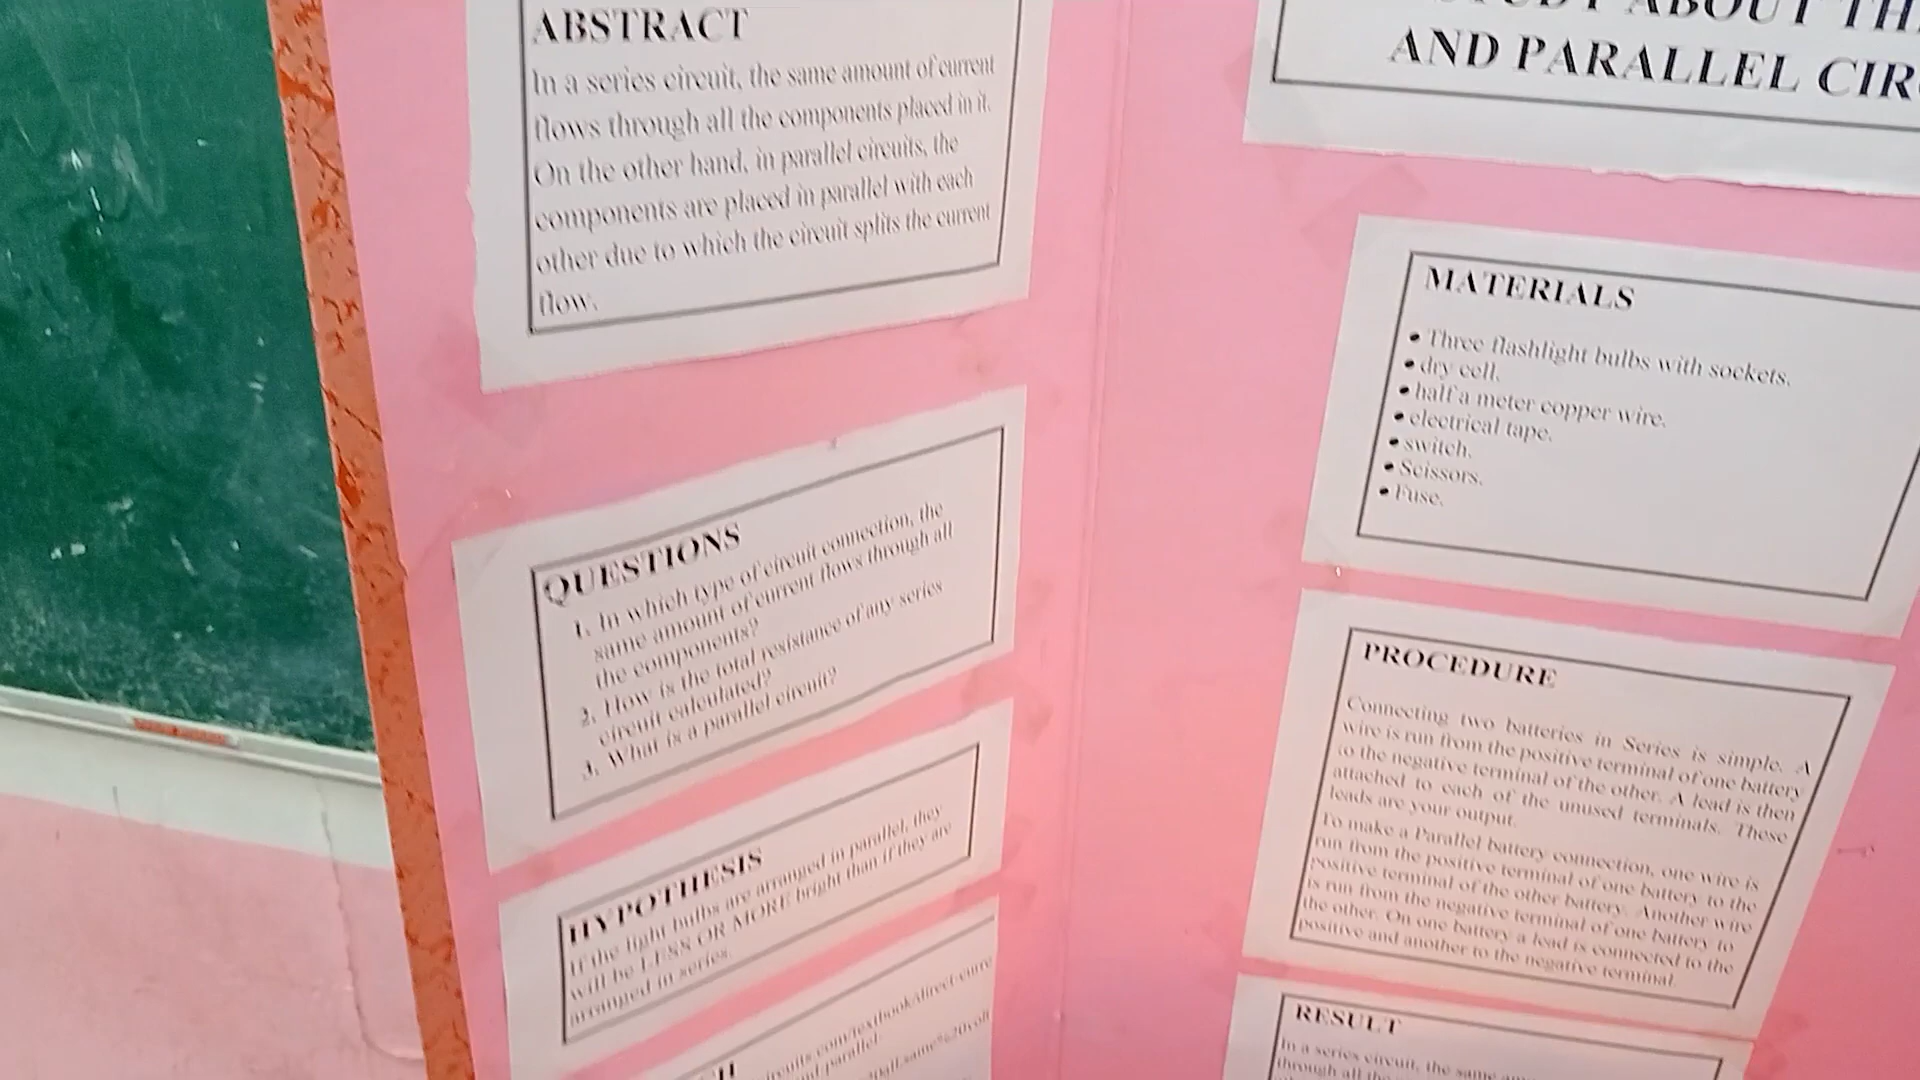 ABSTRACT
In a series circuit, the same amount of current
flows through all the components placed in it.
On the other hand, in parallel circuits, the
components are placed in parallel with each
other due to which the circuit splits the current
flow.
QUESTIONS
1. In which type of circuit connection, the
same amount of current flows through all
the components?
2. How is the total resistance of any series
circuit calculated?
3. What is a parallel circuit?
HYPOTHESIS
If the light bulbs are arranged in parallel, they
will be LESS OR MORE bright than if they are
arranged in series.
ABOUT
AND PARALLEL
MATERIALS
• Three flashlight bulbs with sockets.
• dry cell.
• half a meter copper wire.
• electrical tape.
• switch.
• Scissors.
• Fuse.
PROCEDURE
Connecting two batteries in Series is simple. A
wire is run from the positive terminal of one battery
to the negative terminal of the other. A lead is then
attached to each of the unused terminals. These
leads are your output.
To make a Parallel battery connection, one wire is
run from the positive terminal of one battery to the
positive terminal of the other battery. Another wire
is run from the negative terminal of one battery to
the other. On one battery a lead is connected to the
positive and another to the negative terminal.
RESULT
In a series circuit, the same
through all the